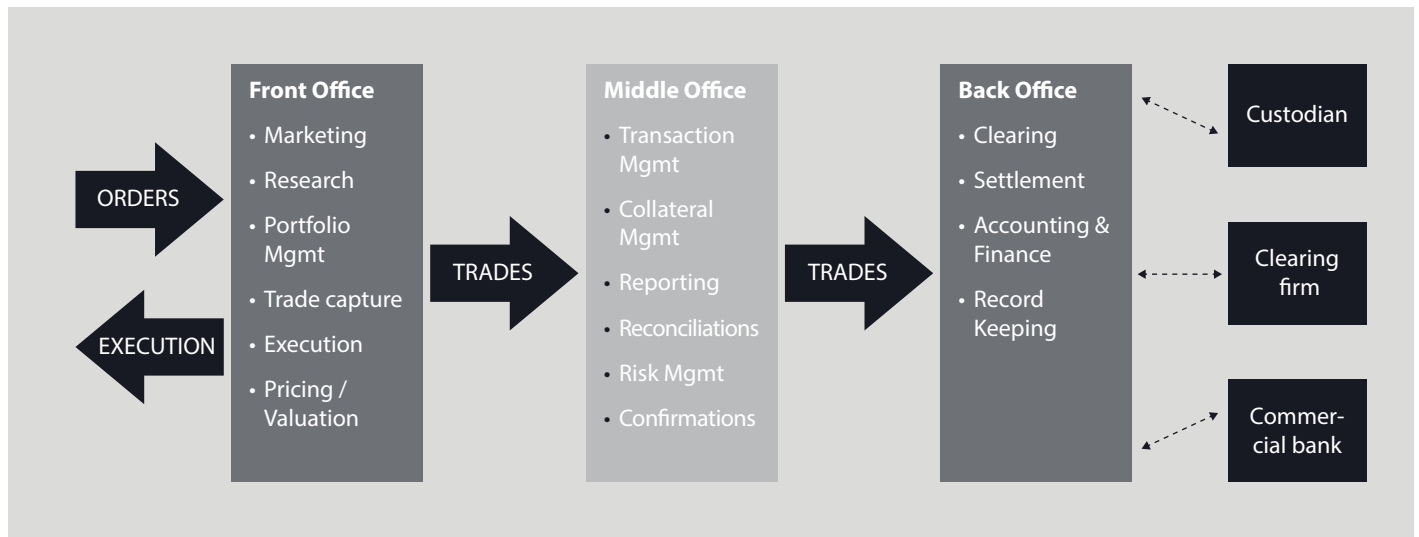 ORDERS
EXECUTION
Front Office
• Marketing
• Research
• Portfolio
Mgmt
• Trade capture
• Execution
• Pricing /
Valuation
TRADES
Middle Office
• Transaction
Mgmt
• Collateral
Mgmt
• Reporting
• Reconciliations
• Risk Mgmt
• Confirmations
TRADES
Back Office
• Clearing
• Settlement
• Accounting &
Finance
• Record
Keeping
Custodian
Clearing
firm
Commer-
cial bank